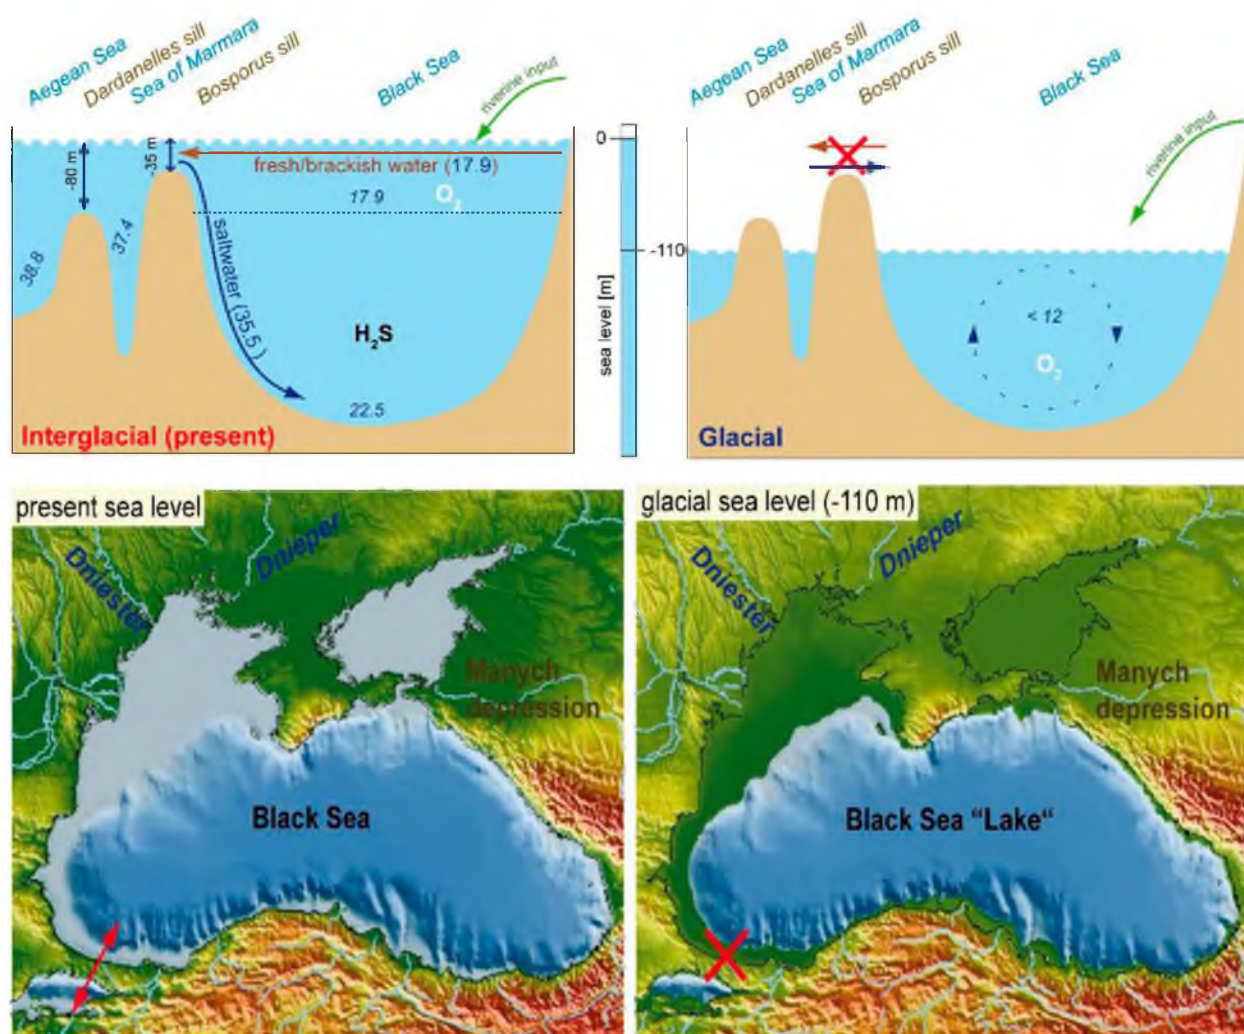 Aegean Sea
Dardanelles sill
Sea of Marmara
Bosporus sill
Black Sea
riverine input
-80 m
-35 m
fresh/brackish water (17.9)
O2
17.9
38.8
37.4
saltwater (35.5)
H2S
22.5
Interglacial (present)
0
-110
sea level [m]
Aegean Sea
Dardanelles sill
Sea of Marmara
Bosporus sill
Black Sea
riverine input
< 12
O2
Glacial
present sea level
Dniester
Dnieper
Manych
depression
Black Sea
glacial sea level (-110 m)
Dniester
Dnieper
Manych
depression
Black Sea “Lake“